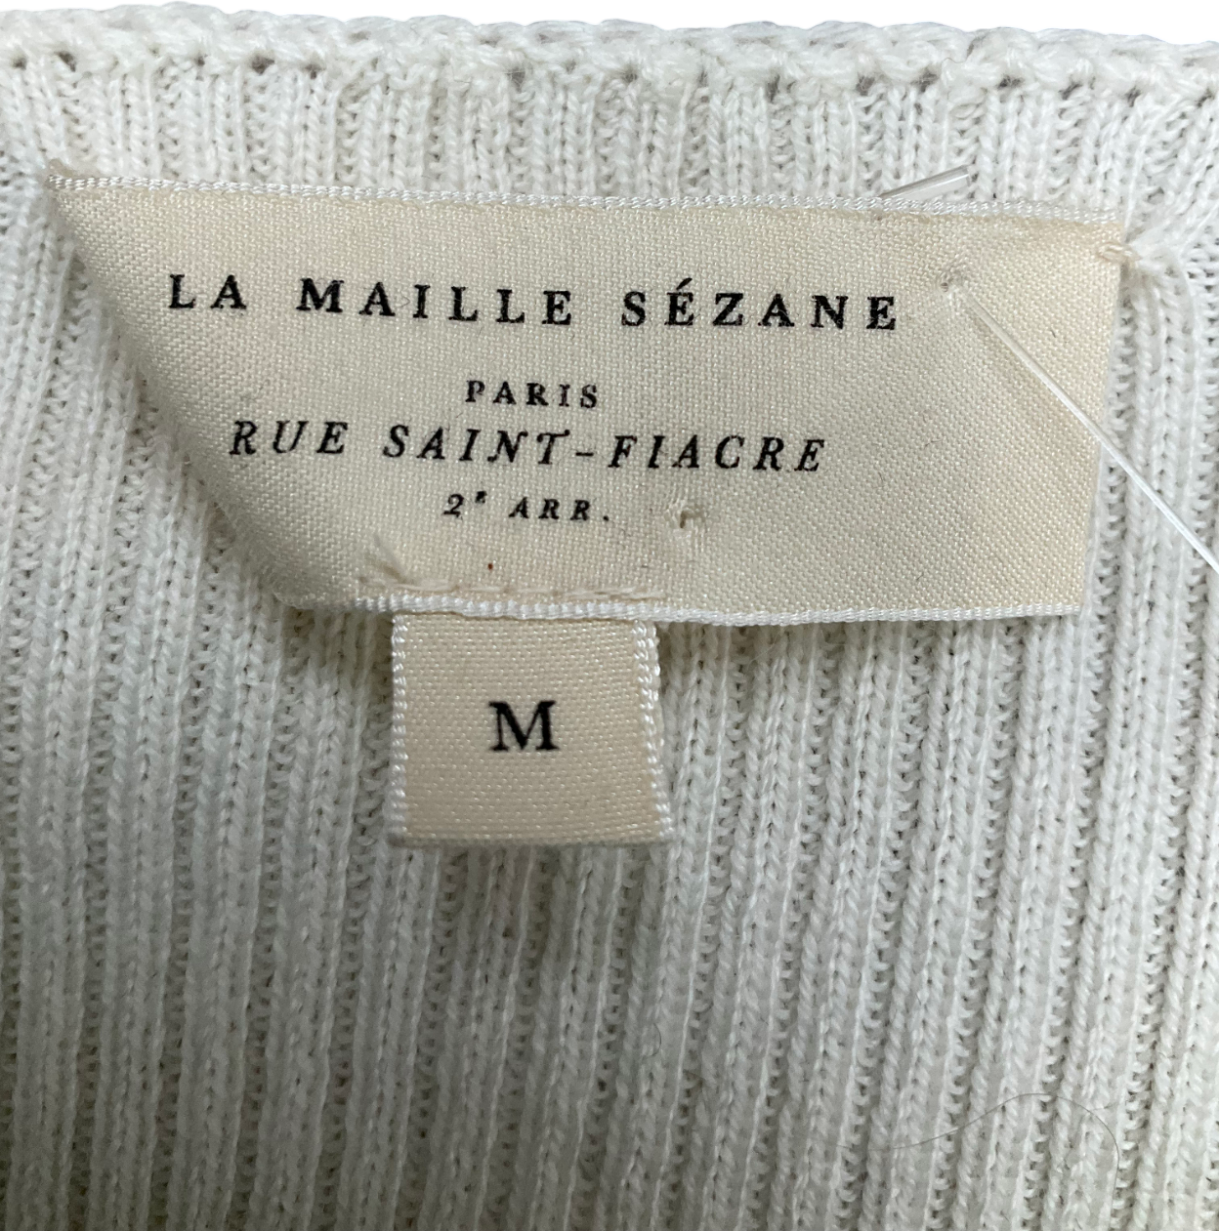 LA MAILLE SÉZANE
PARIS
RUE SAINT-FIACRE
2ᴱ ARR.
M